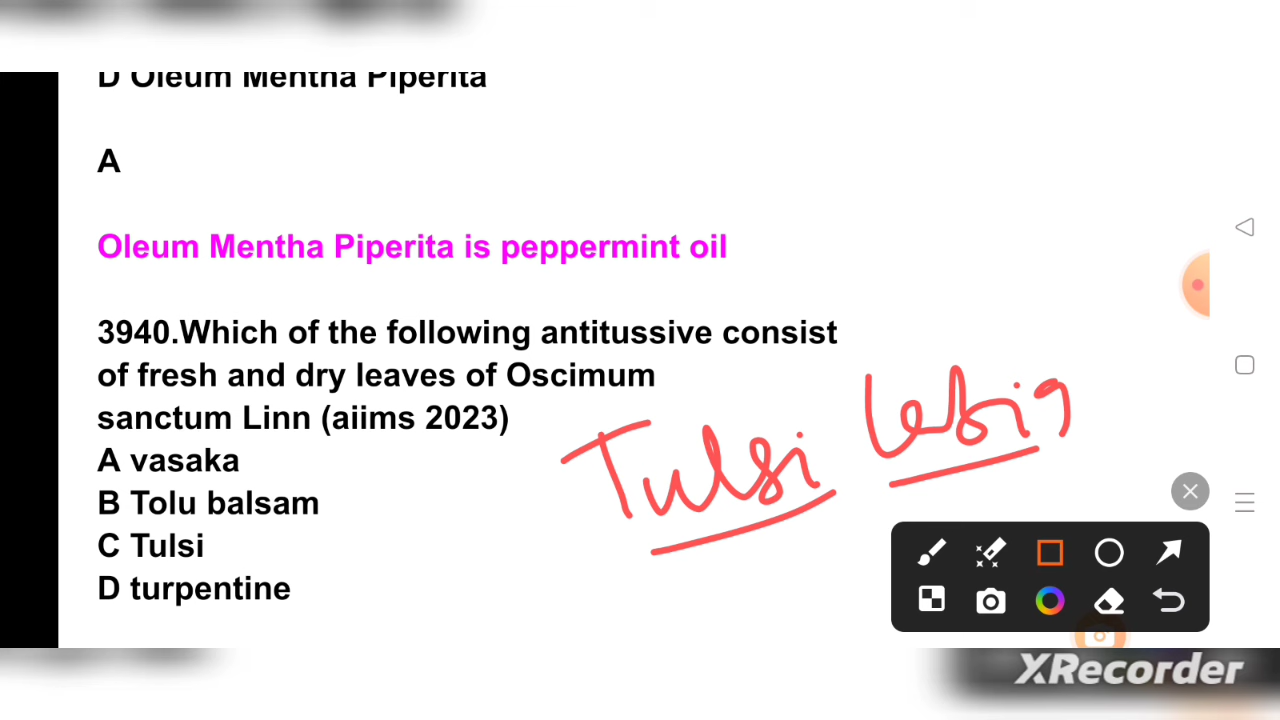 D Oleum Mentha Piperita
A
Oleum Mentha Piperita is peppermint oil
3940.Which of the following antitussive consist
of fresh and dry leaves of Oscimum
sanctum Linn (aiims 2023)
A vasaka
B Tolu balsam
C Tulsi
D turpentine
Tulsi
XRecorder